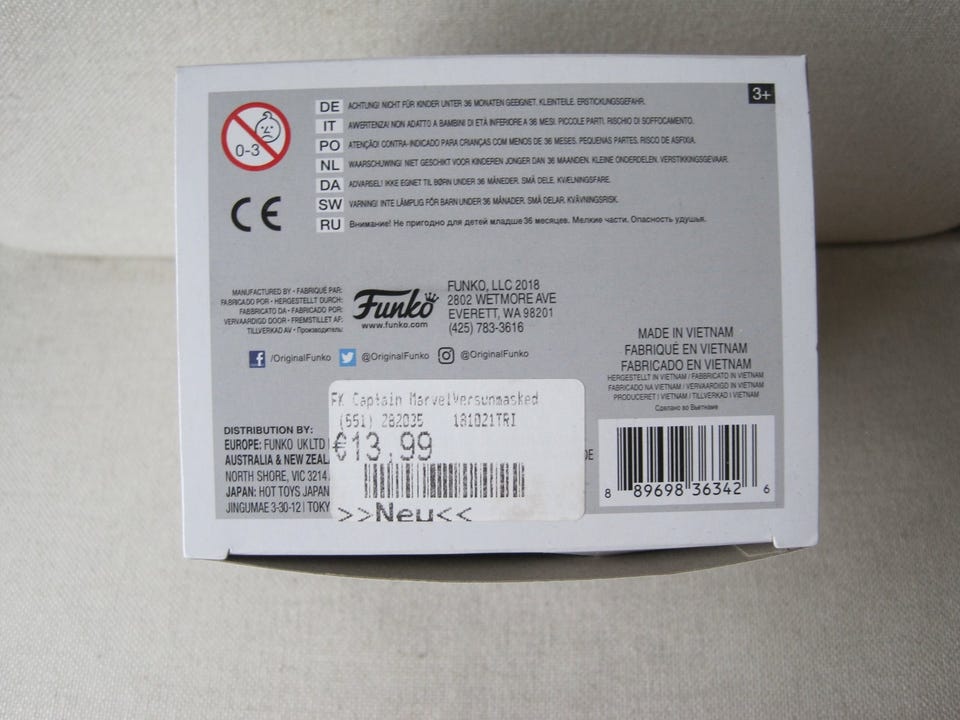 3+
0-3
DE ACHTUNG! NICHT FÜR KINDER UNTER 36 MONATEN GEEIGNET. KLEINTEILE. ERSTICKUNGSGEFAHR.
IT AVVERTENZA! NON ADATTO A BAMBINI DI ETÀ INFERIORE A 36 MESI. PICCOLE PARTI. RISCHIO DI SOFFOCAMENTO.
PO ATENÇÃO! CONTRA-INDICADO PARA CRIANÇAS COM MENOS DE 36 MESES. PEQUENAS PARTES. RISCO DE ASFIXIA.
NL WAARSCHUWING! NIET GESCHIKT VOOR KINDEREN JONGER DAN 36 MAANDEN. KLEINE ONDERDELEN. VERSTIKKINGSGEVAAR.
DA ADVARSEL! IKKE EGNET TIL BØRN UNDER 36 MÅNEDER. SMÅ DELE. KVÆLNINGSFARE.
SW VARNING! INTE LÄMPLIG FÖR BARN UNDER 36 MÅNADER. SMÅ DELAR. KVÄVNINGSRISK.
RU Внимание! Не пригодно для детей младше 36 месяцев. Мелкие части. Опасность удушья.
CE
MANUFACTURED BY • FABRIQUÉ PAR:
FABRICADO POR • HERGESTELLT DURCH:
FABBRICATO DA • FABRICADO POR:
VERVAARDIGD DOOR • FREMSTILLET AF:
TILLVERKAD AV • Производитель:
Funko
www.funko.com
FUNKO, LLC 2018
2802 WETMORE AVE
EVERETT, WA 98201
(425) 783-3616
/OriginalFunko @OriginalFunko @OriginalFunko
MADE IN VIETNAM
FABRIQUÉ EN VIETNAM
FABRICADO EN VIETNAM
HERGESTELLT IN VIETNAM / FABBRICATO IN VIETNAM
FABRICADO NA VIETNAM / VERVAARDIGD IN VIETNAM
PRODUCERET I VIETNAM / TILLVERKAD I VIETNAM
Сделано во Вьетнаме
DISTRIBUTION BY:
EUROPE: FUNKO UK LTD
AUSTRALIA & NEW ZEAL
NORTH SHORE, VIC 3214
JAPAN: HOT TOYS JAPAN
JINGUMAE 3-30-12 | TOKY
DE
FK Captain MarvelVersunmasked
(551) 282035 181021TRI
€13,99
>>Neu<<
8 89698 36342 6